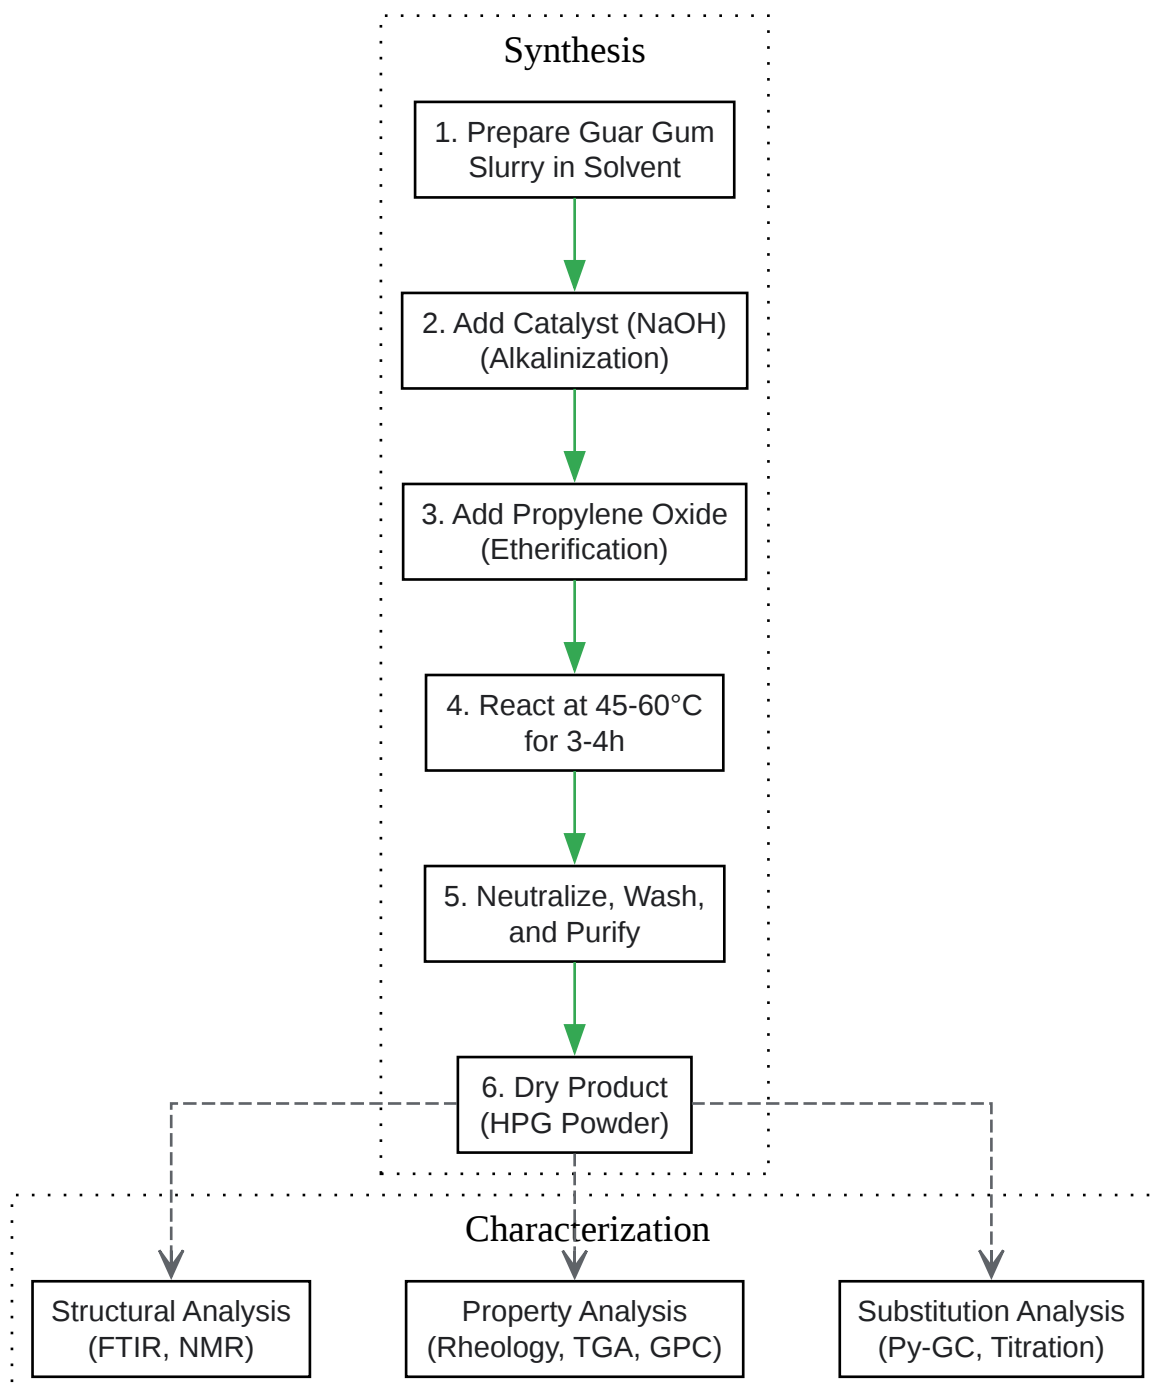 Synthesis
1. Prepare Guar Gum
Slurry in Solvent
2. Add Catalyst (NaOH)
(Alkalinization)
3. Add Propylene Oxide
(Etherification)
4. React at 45-60°C
for 3-4h
5. Neutralize, Wash,
and Purify
6. Dry Product
(HPG Powder)
Characterization
Structural Analysis
(FTIR, NMR)
Property Analysis
(Rheology, TGA, GPC)
Substitution Analysis
(Py-GC, Titration)